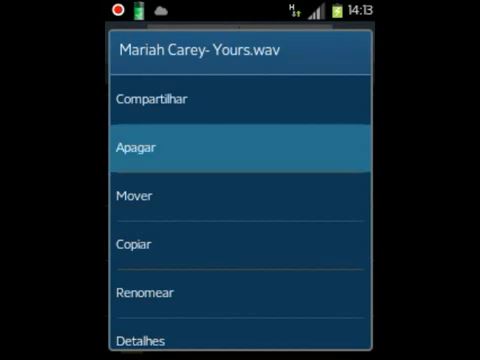 H 14:13
Mariah Carey- Yours.wav
Compartilhar
Apagar
Mover
Copiar
Renomear
Detalhes